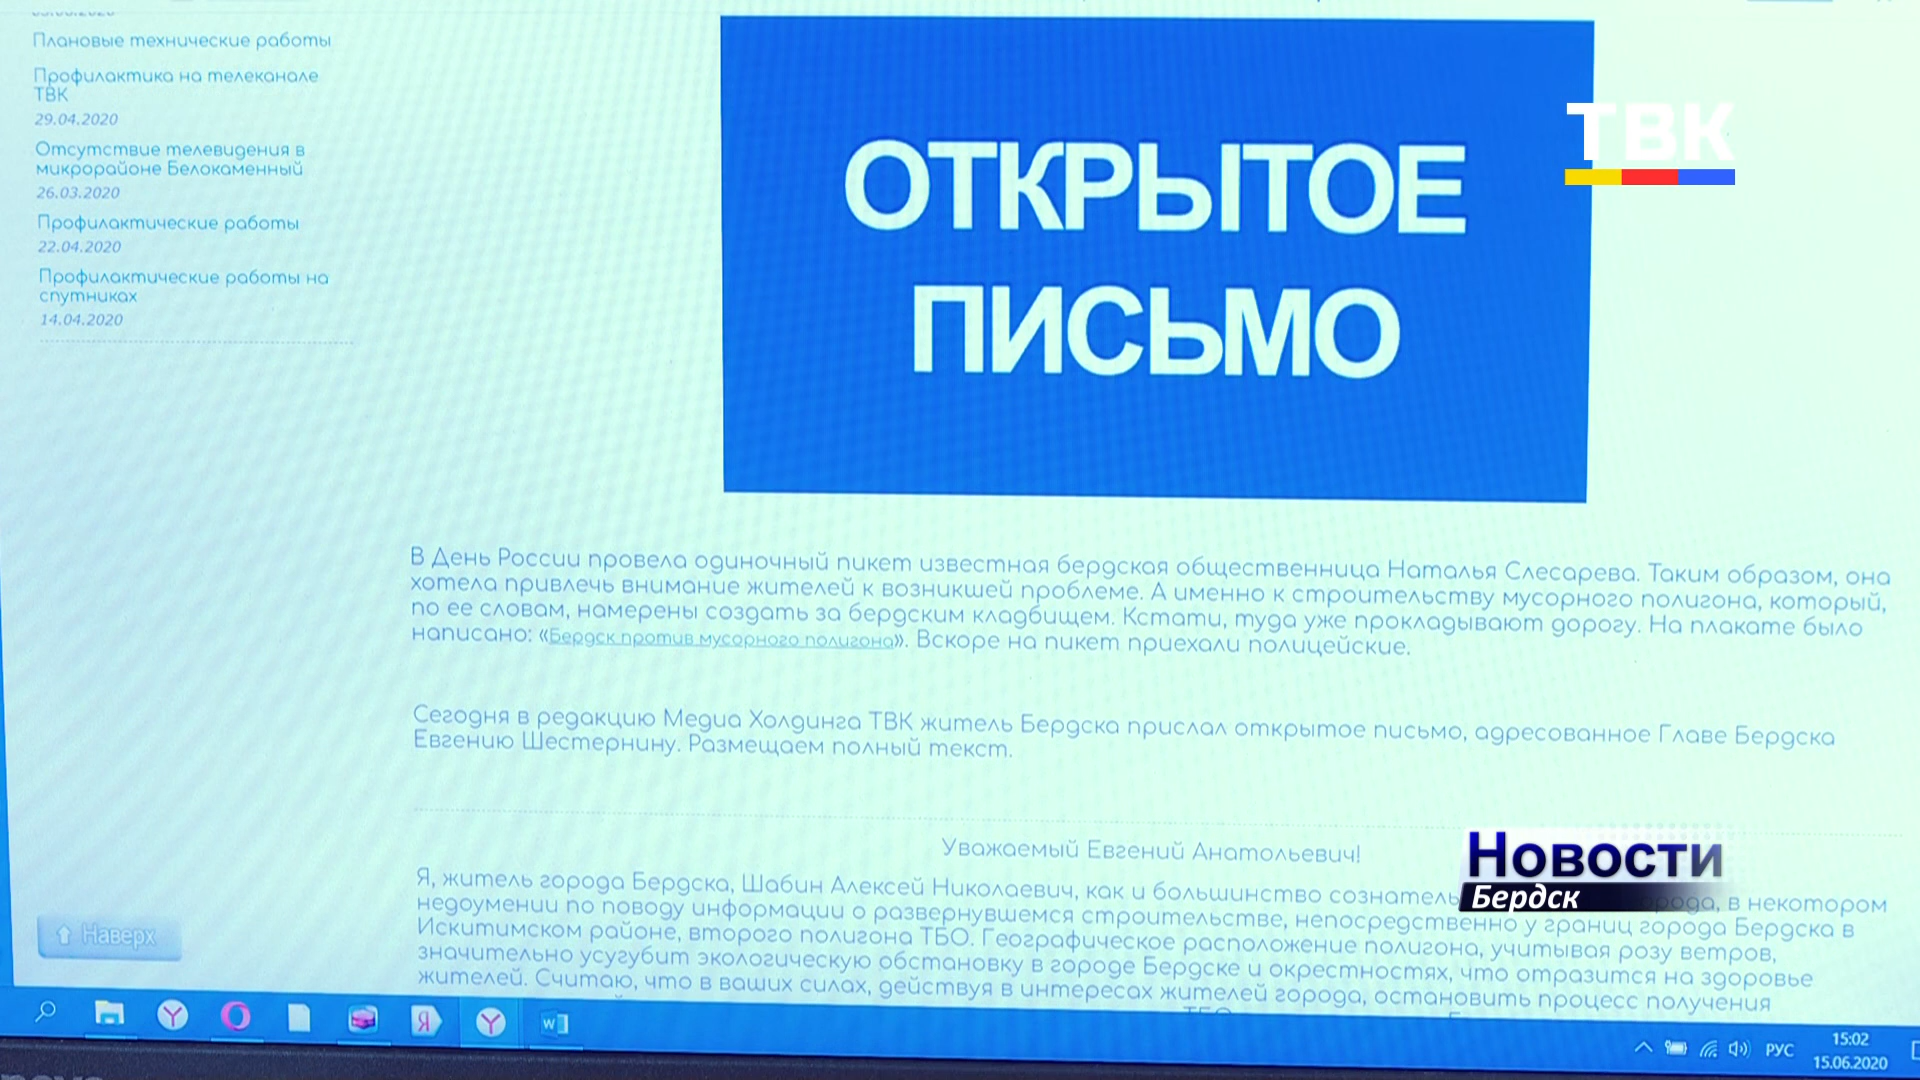 Плановые технические работы
Профилактика на телеканале
ТВК
29.04.2020
Отсутствие телевидения в
микрорайоне Белокаменный
26.03.2020
Профилактические работы
22.04.2020
Профилактические работы на
спутниках
14.04.2020
ОТКРЫТОЕ
ПИСЬМО
ТВК
В День России провела одиночный пикет известная бердская общественница Наталья Слесарева. Таким образом, она
хотела привлечь внимание жителей к возникшей проблеме. А именно к строительству мусорного полигона, который,
по ее словам, намерены создать за бердским кладбищем. Кстати, туда уже прокладывают дорогу. На плакате было
написано: «Бердск против мусорного полигона». Вскоре на пикет приехали полицейские.
Сегодня в редакцию Медиа Холдинга ТВК житель Бердска прислал открытое письмо, адресованное Главе Бердска
Евгению Шестернину. Размещаем полный текст.
Уважаемый Евгений Анатольевич!
Я, житель города Бердска, Шабин Алексей Николаевич, как и большинство в некотором
недоумении по поводу информации о развернувшемся строительстве, непосредственно у границ города Бердска в
Искитимском районе, второго полигона ТБО. Географическое расположение полигона, учитывая розу ветров,
значительно усугубит экологическую обстановку в городе Бердске и окрестностях, что отразится на здоровье
жителей. Считаю, что в ваших силах, действуя в интересах жителей города, остановить процесс получения
Новости
Бердск
Наверх
РУС
15:02
15.06.2020